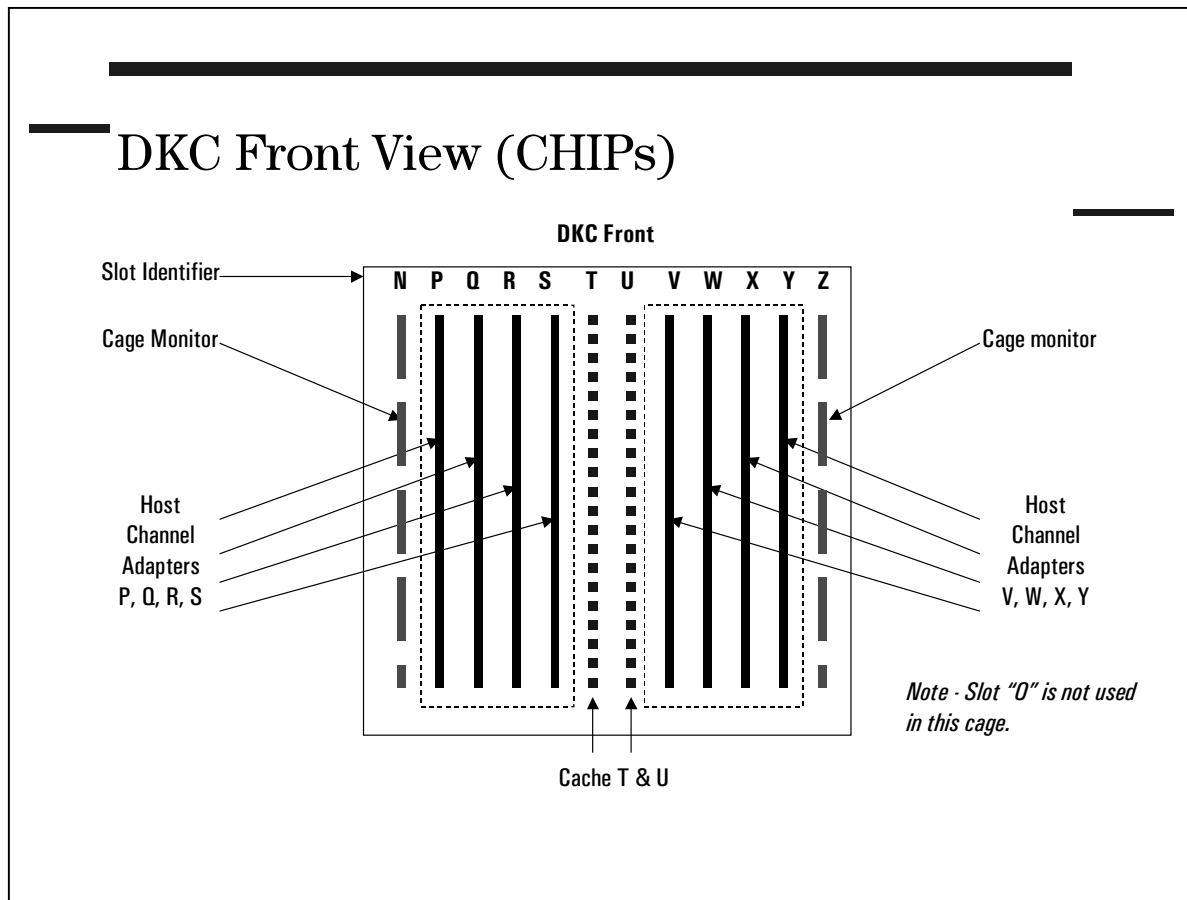 DKC Front View (CHIPs)
DKC Front
Slot Identifier
N P Q R S T U V W X Y Z
Cage Monitor
Cage monitor
Host
Channel
Adapters
P, Q, R, S
Host
Channel
Adapters
V, W, X, Y
Note - Slot “O” is not used
in this cage.
Cache T & U